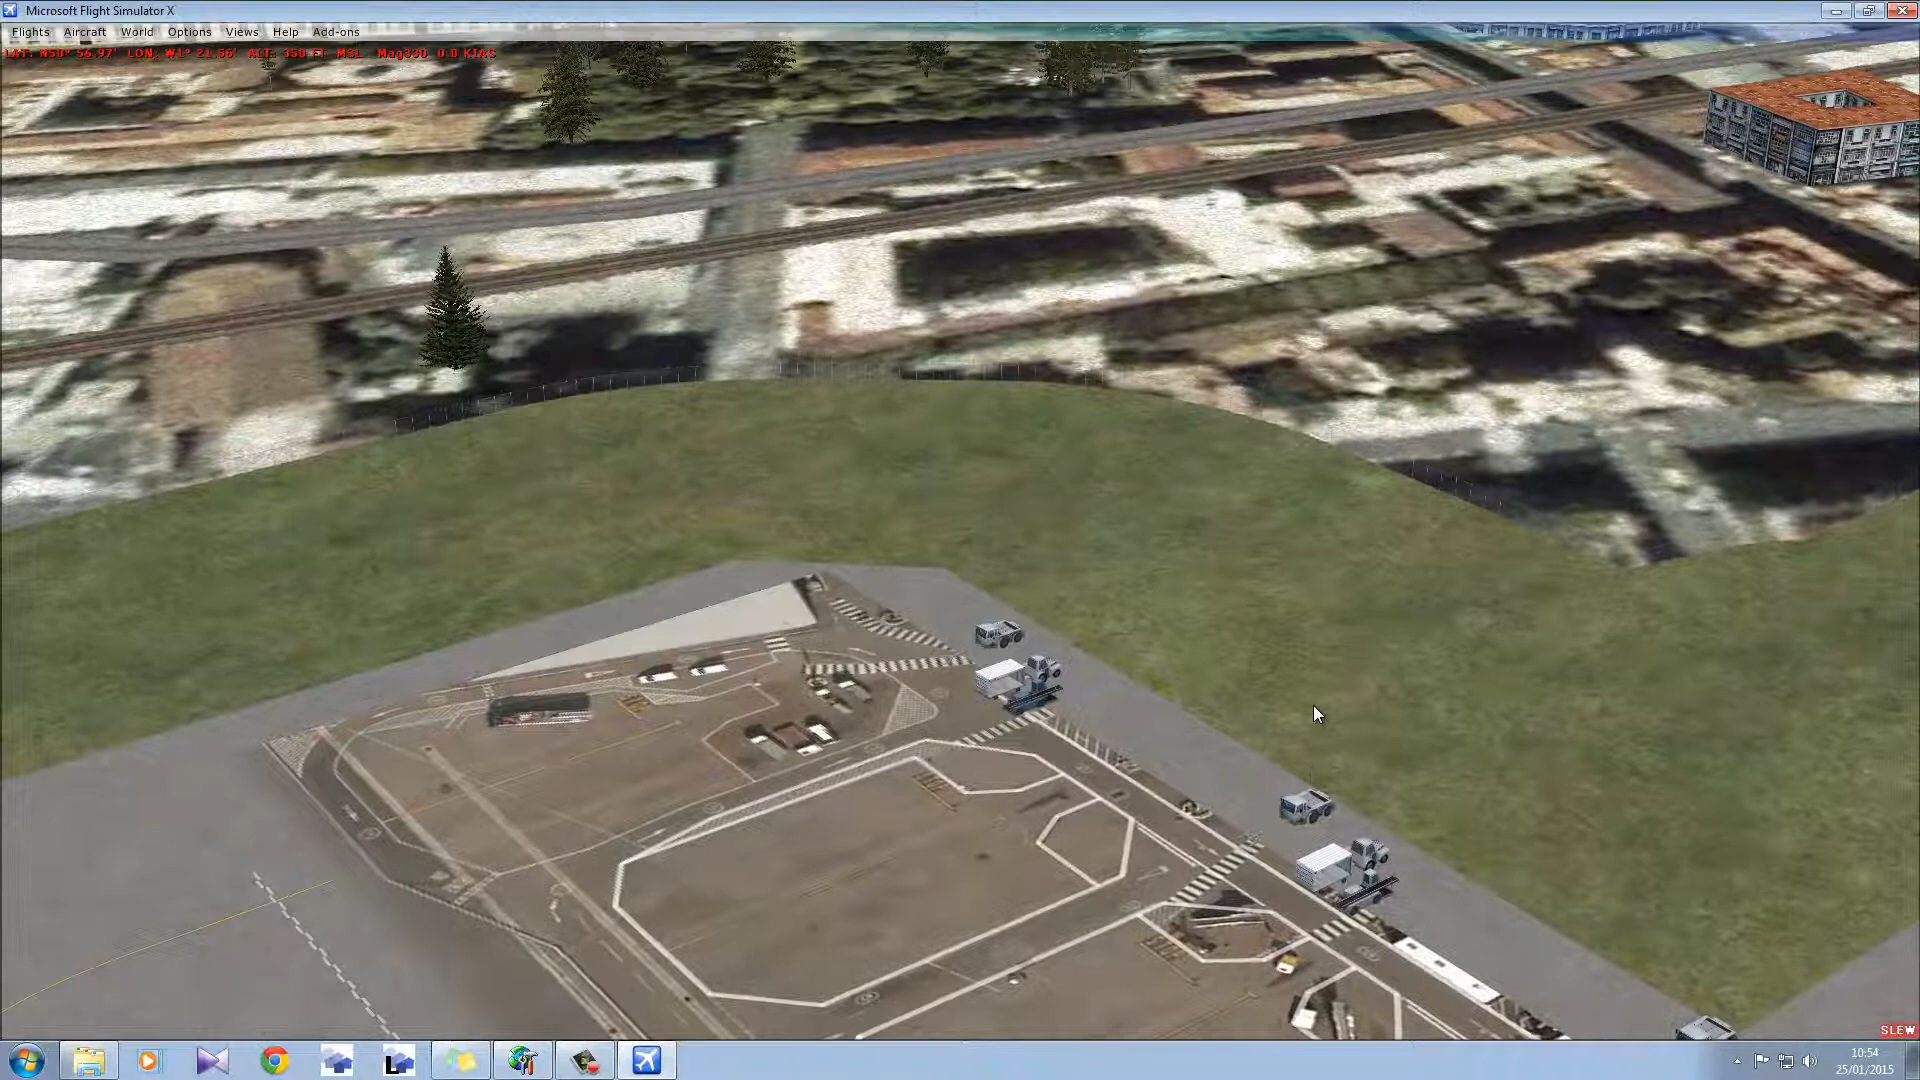 Microsoft Flight Simulator X
Flights Aircraft World Options Views Help Add-ons
LAT: N50° 56.97' LON: W1° 21.56' ALT: 350 FT MSL Mag330 0.0 KIAS
SLEW
10:54
25/01/2015